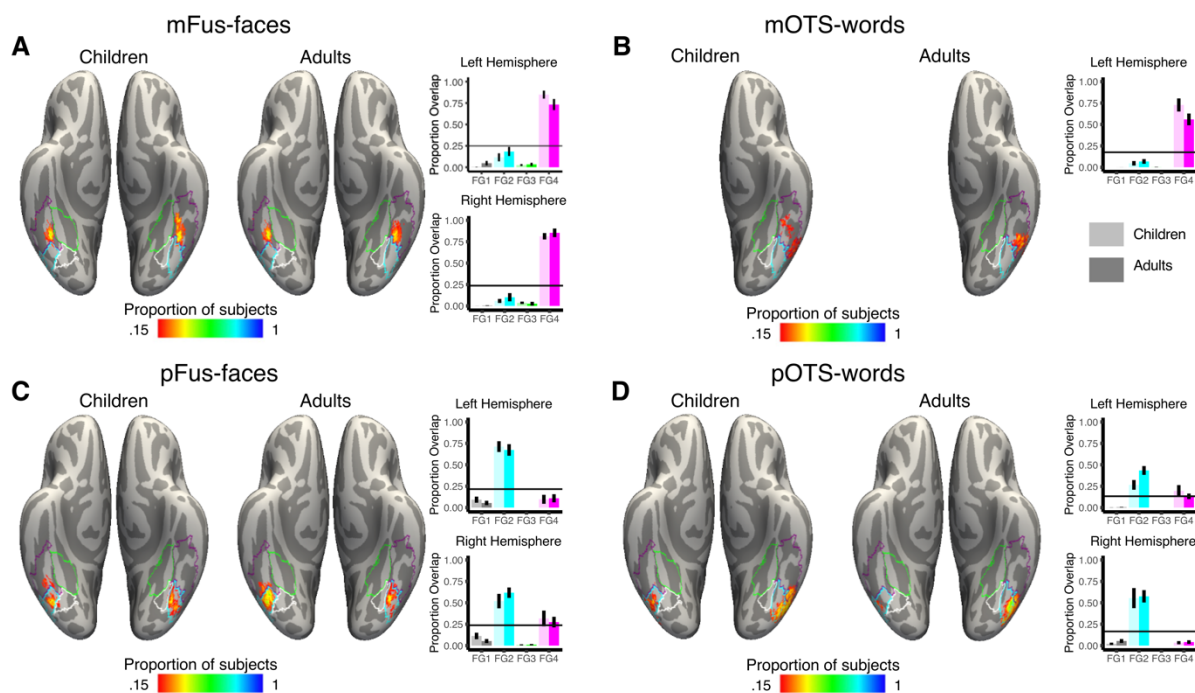 A
mFus-faces
Children
Adults
Left Hemisphere
Proportion Overlap
1.00
0.75
0.50
0.25
0.00
FG1 FG2 FG3 FG4
Right Hemisphere
Proportion Overlap
1.00
0.75
0.50
0.25
0.00
FG1 FG2 FG3 FG4
Proportion of subjects
.15 1
B
mOTS-words
Children
Adults
Left Hemisphere
Proportion Overlap
1.00
0.75
0.50
0.25
0.00
FG1 FG2 FG3 FG4
Children
Adults
Proportion of subjects
.15 1
C
pFus-faces
Children
Adults
Left Hemisphere
Proportion Overlap
1.00
0.75
0.50
0.25
0.00
FG1 FG2 FG3 FG4
Right Hemisphere
Proportion Overlap
1.00
0.75
0.50
0.25
0.00
FG1 FG2 FG3 FG4
Proportion of subjects
.15 1
D
pOTS-words
Children
Adults
Left Hemisphere
Proportion Overlap
1.00
0.75
0.50
0.25
0.00
FG1 FG2 FG3 FG4
Right Hemisphere
Proportion Overlap
1.00
0.75
0.50
0.25
0.00
FG1 FG2 FG3 FG4
Proportion of subjects
.15 1